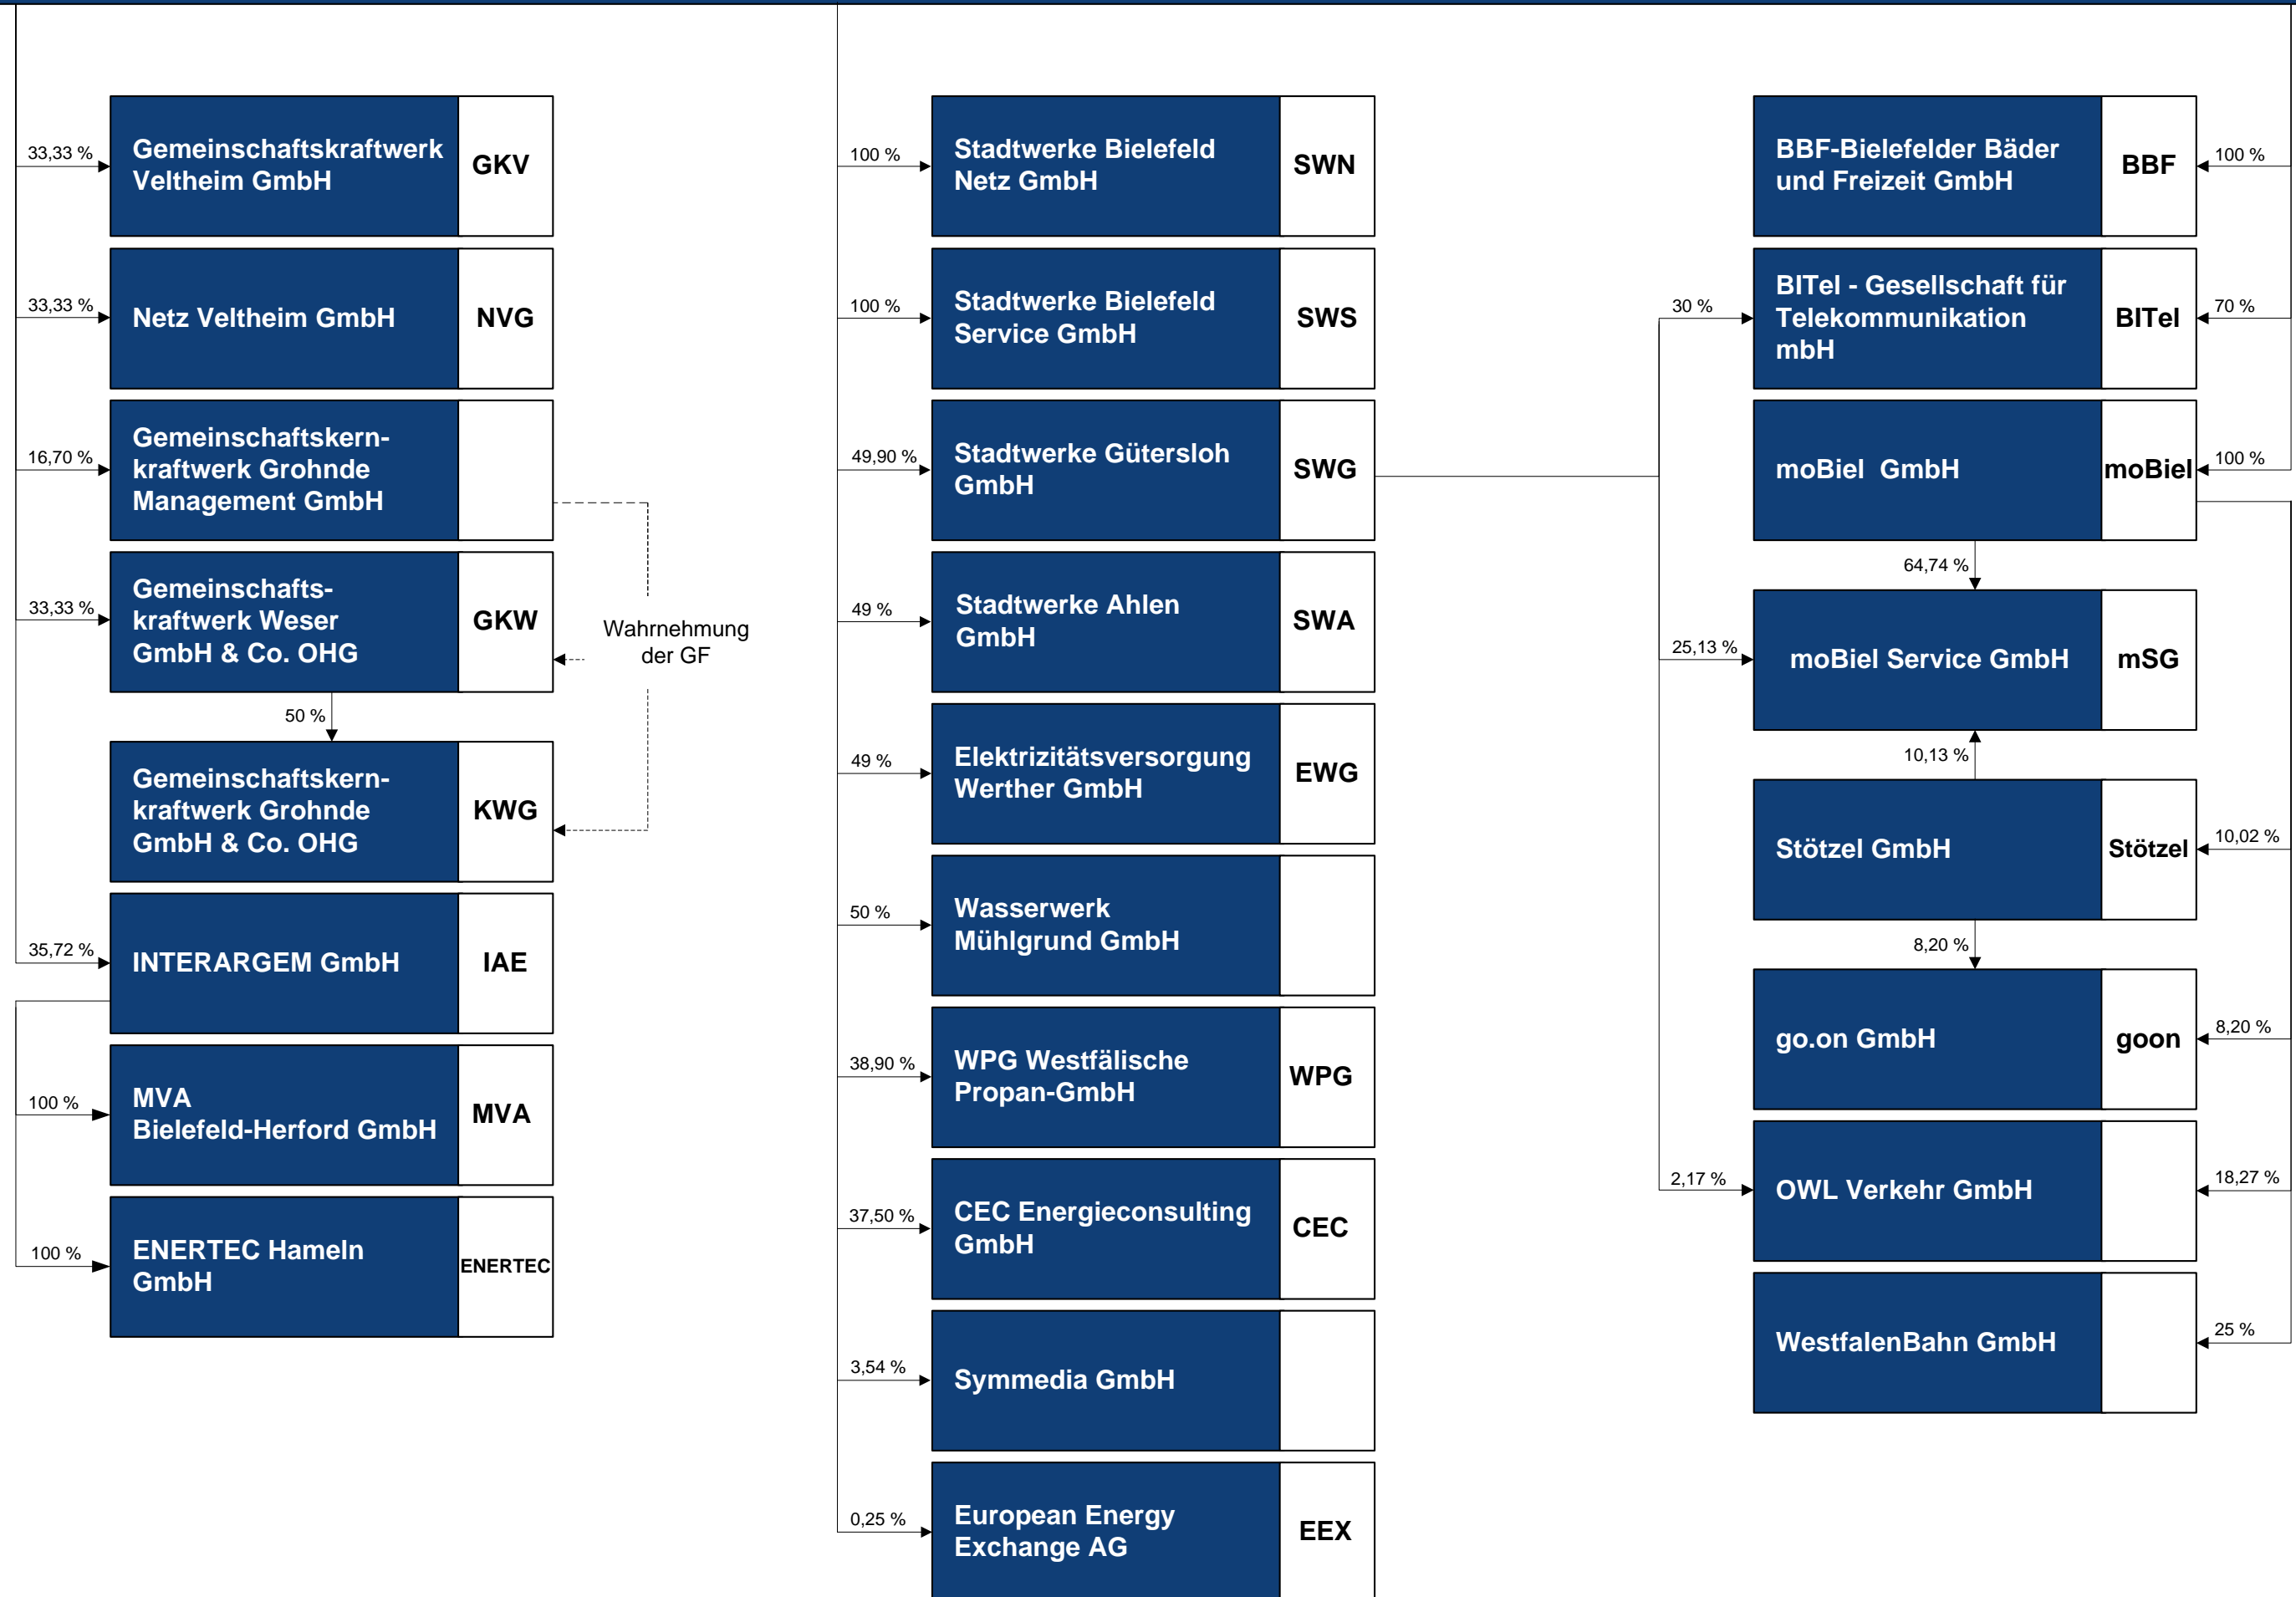 33,33 %
Gemeinschaftskraftwerk
Veltheim GmbH
GKV
33,33 %
Netz Veltheim GmbH
NVG
16,70 %
Gemeinschaftskern-
kraftwerk Grohnde
Management GmbH
33,33 %
Gemeinschafts-
kraftwerk Weser
GmbH & Co. OHG
GKW
Wahrnehmung
der GF
50 %
Gemeinschaftskern-
kraftwerk Grohnde
GmbH & Co. OHG
KWG
35,72 %
INTERARGEM GmbH
IAE
100 %
MVA
Bielefeld-Herford GmbH
MVA
100 %
ENERTEC Hameln
GmbH
ENERTEC
100 %
Stadtwerke Bielefeld
Netz GmbH
SWN
100 %
Stadtwerke Bielefeld
Service GmbH
SWS
49,90 %
Stadtwerke Gütersloh
GmbH
SWG
49 %
Stadtwerke Ahlen
GmbH
SWA
49 %
Elektrizitätsversorgung
Werther GmbH
EWG
50 %
Wasserwerk
Mühlgrund GmbH
38,90 %
WPG Westfälische
Propan-GmbH
WPG
37,50 %
CEC Energieconsulting
GmbH
CEC
3,54 %
Symmedia GmbH
0,25 %
European Energy
Exchange AG
EEX
BBF-Bielefelder Bäder
und Freizeit GmbH
BBF
100 %
30 %
BITel - Gesellschaft für
Telekommunikation
mbH
BITel
70 %
moBiel GmbH
moBiel
100 %
64,74 %
25,13 %
moBiel Service GmbH
mSG
10,13 %
Stötzel GmbH
Stötzel
10,02 %
8,20 %
go.on GmbH
goon
8,20 %
2,17 %
OWL Verkehr GmbH
18,27 %
WestfalenBahn GmbH
25 %